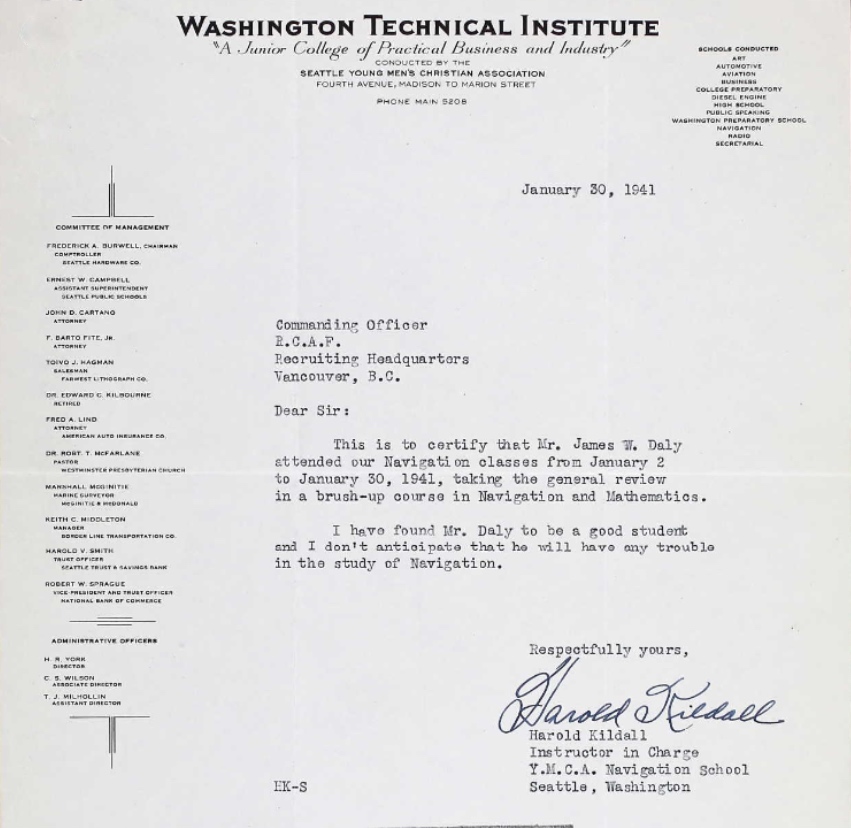 WASHINGTON TECHNICAL INSTITUTE
"A Junior College of Practical Business and Industry"
CONDUCTED BY THE
SEATTLE YOUNG MEN'S CHRISTIAN ASSOCIATION
FOURTH AVENUE, MADISON TO MARION STREET
PHONE MAIN 5208
SCHOOLS CONDUCTED
ART
AUTOMOTIVE
AVIATION
BUSINESS
COLLEGE PREPARATORY
DIESEL ENGINE
HIGH SCHOOL
PUBLIC SPEAKING
WASHINGTON PREPARATORY SCHOOL
NAVIGATION
RADIO
SECRETARIAL
January 30, 1941
COMMITTEE OF MANAGEMENT
FREDERICK A. BURWELL, CHAIRMAN
COMPTROLLER
SEATTLE HARDWARE CO.
ERNEST W. CAMPBELL
ASSISTANT SUPERINTENDENT
SEATTLE PUBLIC SCHOOLS
JOHN D. CARTANO
ATTORNEY
F. BARTO FITE, JR.
ATTORNEY
TOIVO J. HAGMAN
SALESMAN
FARWEST LITHOGRAPH CO.
DR. EDWARD C. KILBOURNE
RETIRED
FRED A. LIND
ATTORNEY
AMERICAN AUTO INSURANCE CO.
DR. ROBT. T. McFARLANE
PASTOR
WESTMINSTER PRESBYTERIAN CHURCH
MARSHALL McGINITIE
MARINE SURVEYOR
McGINITIE & McDONALD
KEITH C. MIDDLETON
MANAGER
BORDER LINE TRANSPORTATION CO.
HAROLD V. SMITH
TRUST OFFICER
SEATTLE TRUST & SAVINGS BANK
ROBERT W. SPRAGUE
VICE-PRESIDENT AND TRUST OFFICER
NATIONAL BANK OF COMMERCE
ADMINISTRATIVE OFFICERS
H. R. YORK
DIRECTOR
C. S. WILSON
ASSOCIATE DIRECTOR
T. J. MILHOLLIN
ASSISTANT DIRECTOR
Commanding Officer
R.C.A.F.
Recruiting Headquarters
Vancouver, B.C.
Dear Sir:
This is to certify that Mr. James W. Daly
attended our Navigation classes from January 2
to January 30, 1941, taking the general review
in a brush-up course in Navigation and Mathematics.
I have found Mr. Daly to be a good student
and I don't anticipate that he will have any trouble
in the study of Navigation.
Respectfully yours,
Harold Kildall
Harold Kildall
Instructor in Charge
Y.M.C.A. Navigation School
Seattle, Washington
HK-S